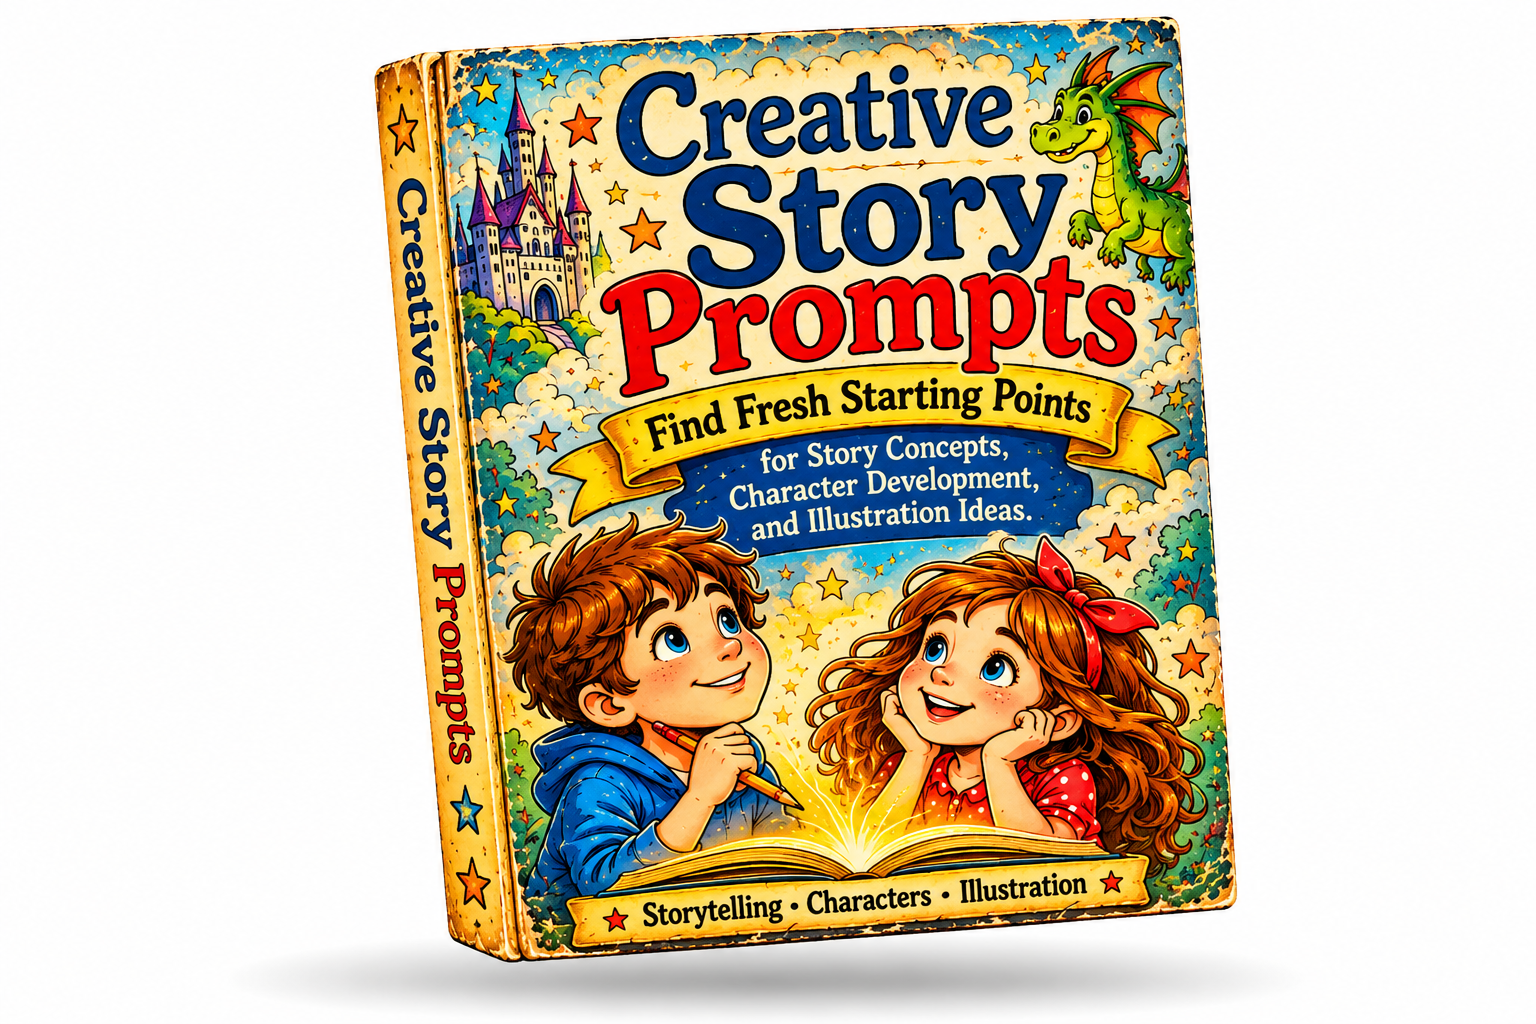 Creative Story Prompts
Creative
Story
Prompts
Find Fresh Starting Points
for Story Concepts,
Character Development,
and Illustration Ideas.
Storytelling • Characters • Illustration